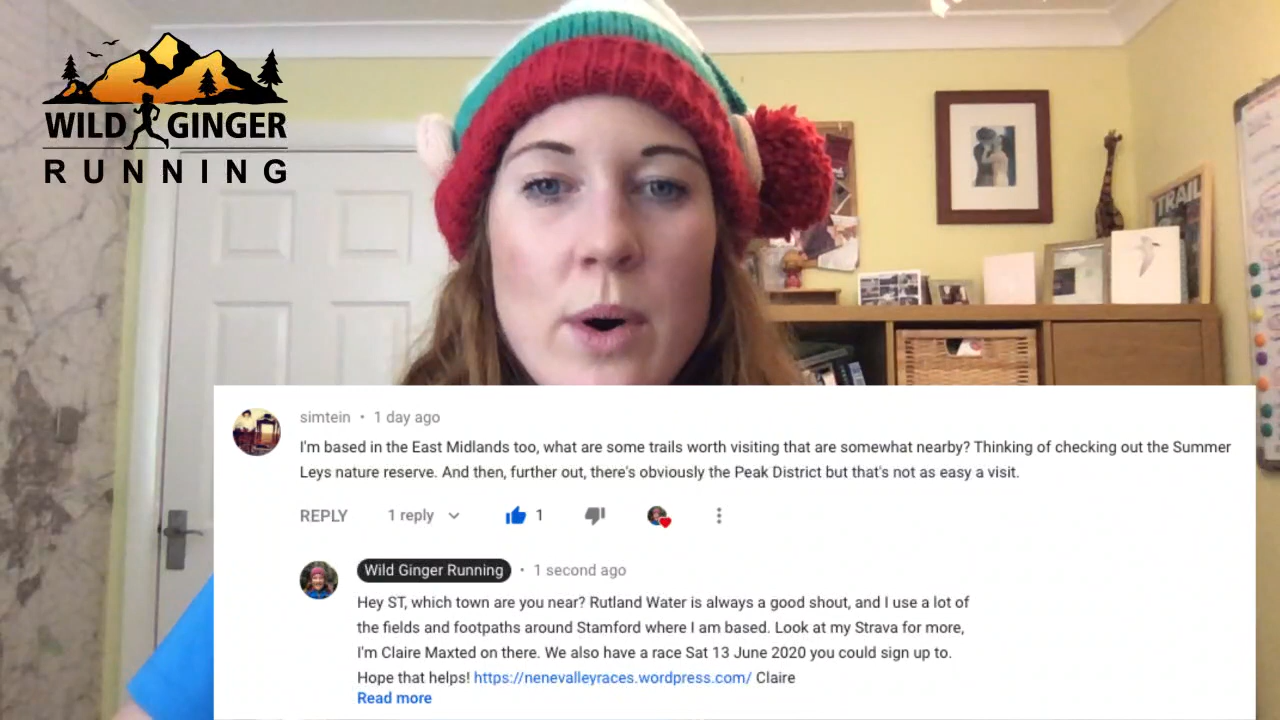 WILD GINGER
RUNNING
TRAIL
simtein • 1 day ago
I'm based in the East Midlands too, what are some trails worth visiting that are somewhat nearby? Thinking of checking out the Summer
Leys nature reserve. And then, further out, there's obviously the Peak District but that's not as easy a visit.
REPLY 1 reply 1
Wild Ginger Running • 1 second ago
Hey ST, which town are you near? Rutland Water is always a good shout, and I use a lot of
the fields and footpaths around Stamford where I am based. Look at my Strava for more,
I'm Claire Maxted on there. We also have a race Sat 13 June 2020 you could sign up to.
Hope that helps! https://nenevalleyraces.wordpress.com/ Claire
Read more